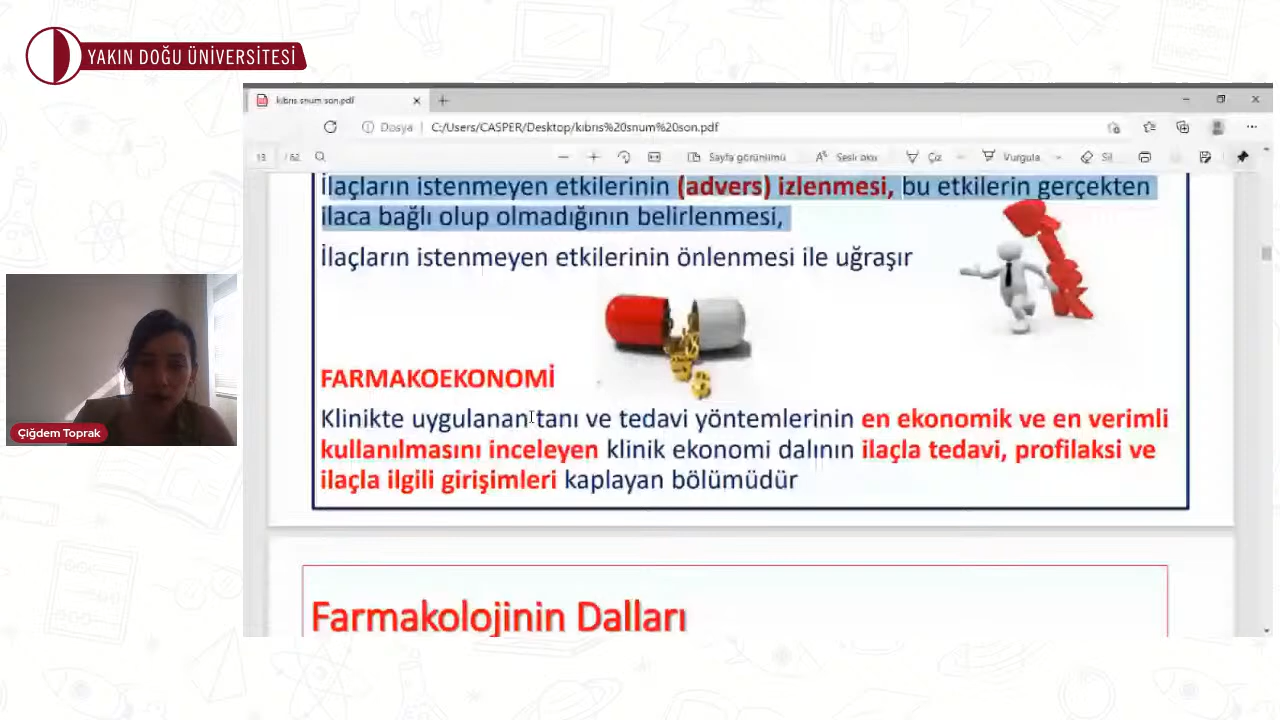 YAKIN DOĞU ÜNİVERSİTESİ
kıbrıs snum son.pdf
Dosya
C:/Users/CASPER/Desktop/kıbrıs%20snum%20son.pdf
13 / 62
Sayfa görünümü
Sesli oku
Çiz
Vurgula
Sil
İlaçların istenmeyen etkilerinin (advers) izlenmesi, bu etkilerin gerçekten
ilaca bağlı olup olmadığının belirlenmesi,
İlaçların istenmeyen etkilerinin önlenmesi ile uğraşır
RİSK
FARMAKOEKONOMİ
Klinikte uygulanan tanı ve tedavi yöntemlerinin en ekonomik ve en verimli
kullanılmasını inceleyen klinik ekonomi dalının ilaçla tedavi, profilaksi ve
ilaçla ilgili girişimleri kaplayan bölümüdür
Çiğdem Toprak
Farmakolojinin Dalları